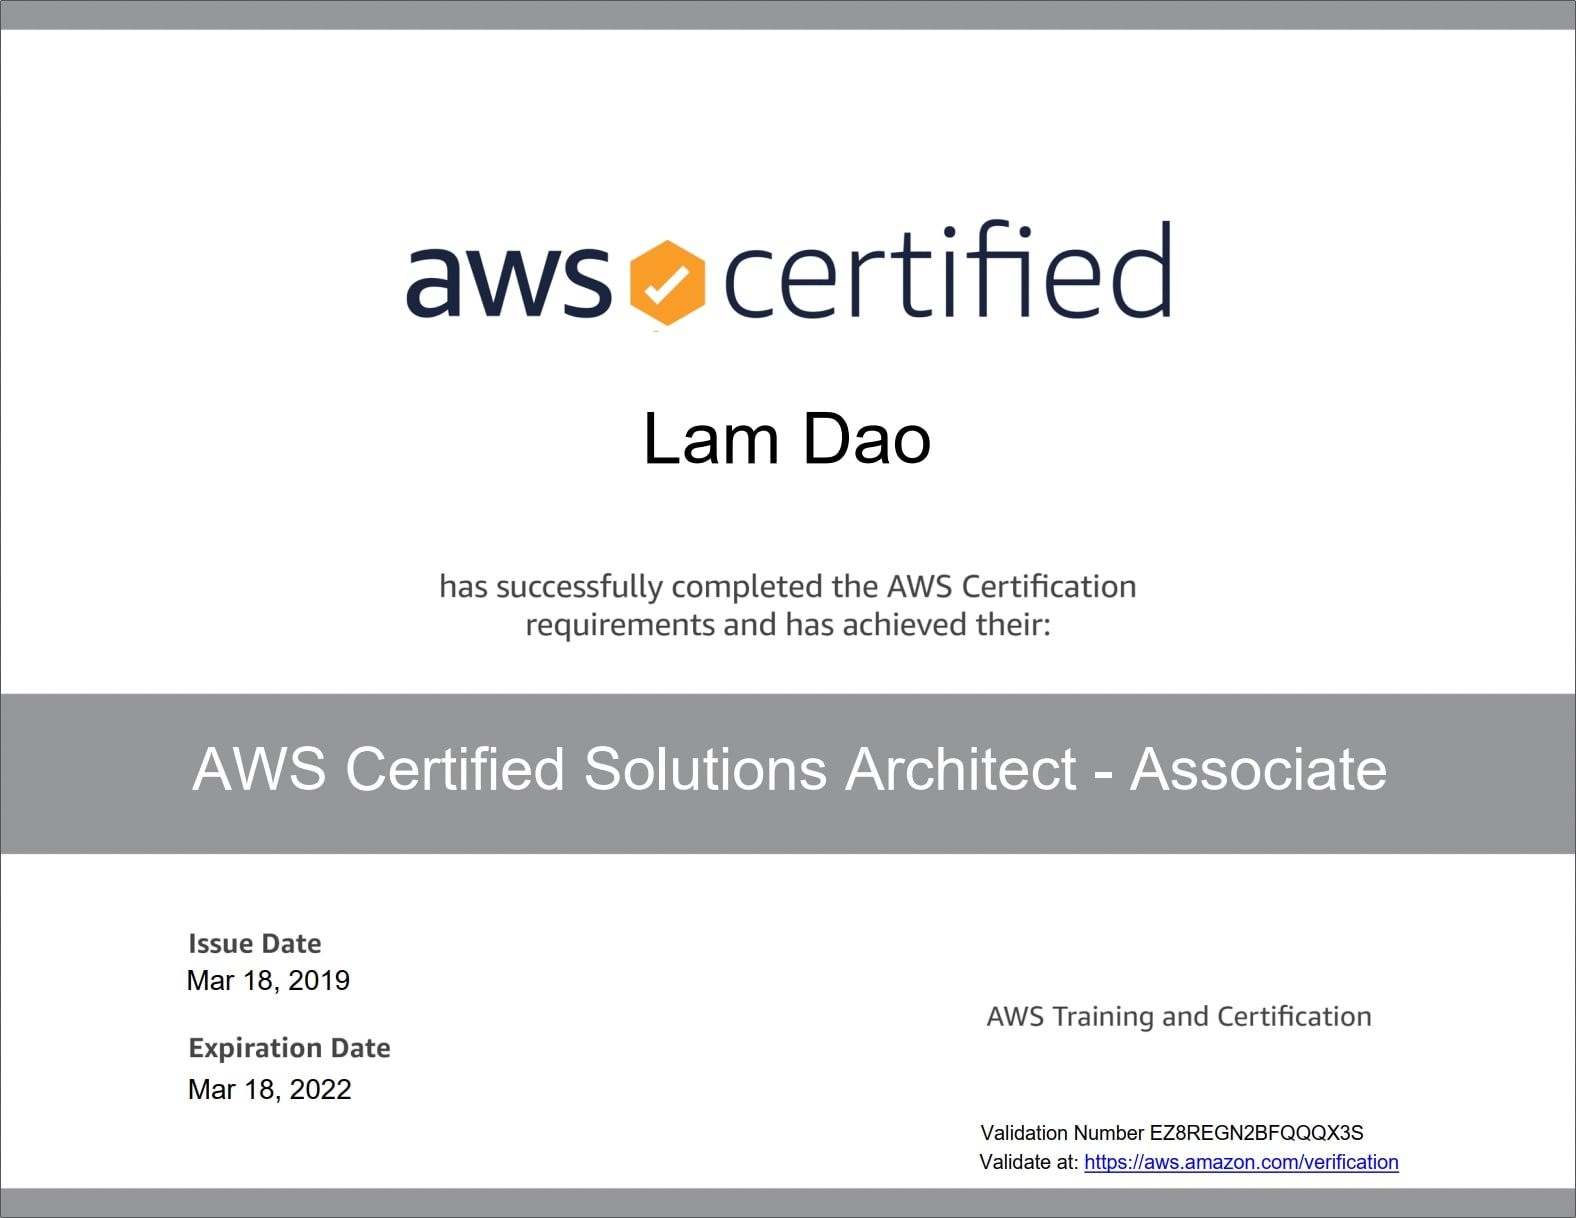 aws certified
Lam Dao
has successfully completed the AWS Certification
requirements and has achieved their:
AWS Certified Solutions Architect - Associate
Issue Date
Mar 18, 2019
Expiration Date
Mar 18, 2022
AWS Training and Certification
Validation Number EZ8REGN2BFQQQX3S
Validate at: https://aws.amazon.com/verification